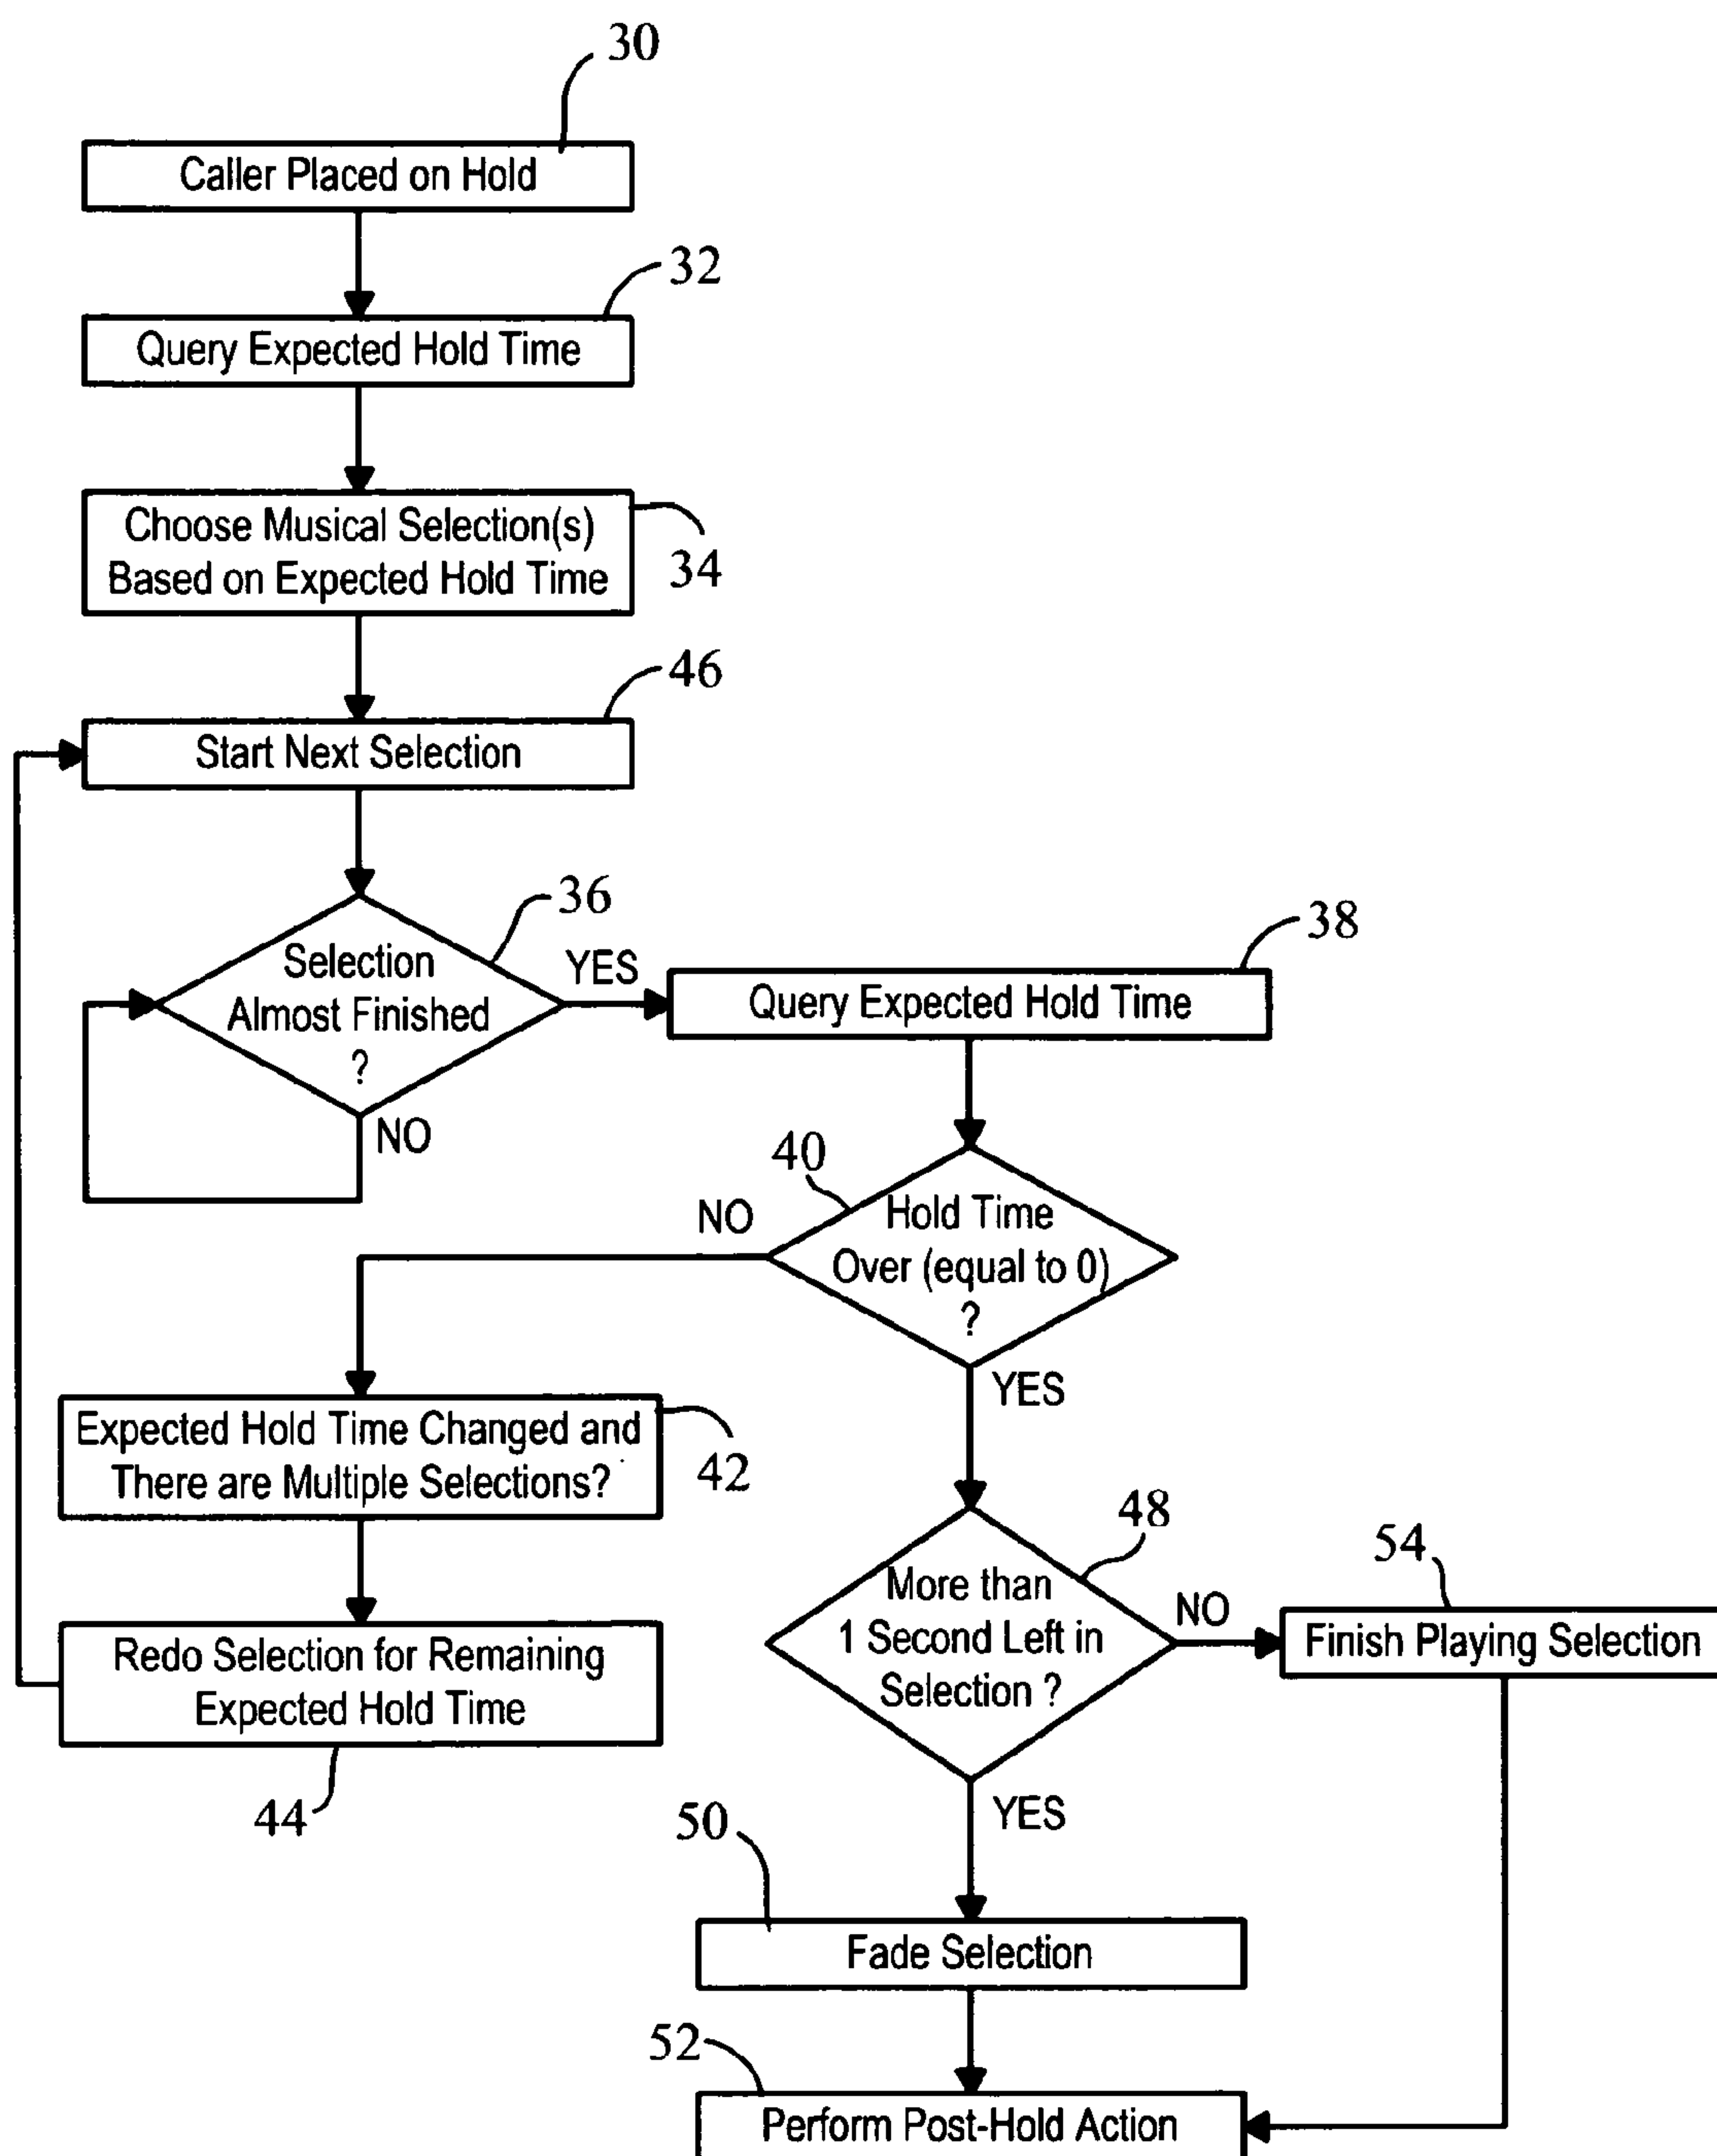 30
Caller Placed on Hold
32
Query Expected Hold Time
Choose Musical Selection(s)
Based on Expected Hold Time
34
46
Start Next Selection
36
Selection
Almost Finished
?
YES
NO
38
Query Expected Hold Time
40
NO
Hold Time
Over (equal to 0)
?
YES
Expected Hold Time Changed and
There are Multiple Selections?
42
Redo Selection for Remaining
Expected Hold Time
44
48
More than
1 Second Left in
Selection ?
NO
YES
54
Finish Playing Selection
50
Fade Selection
52
Perform Post-Hold Action